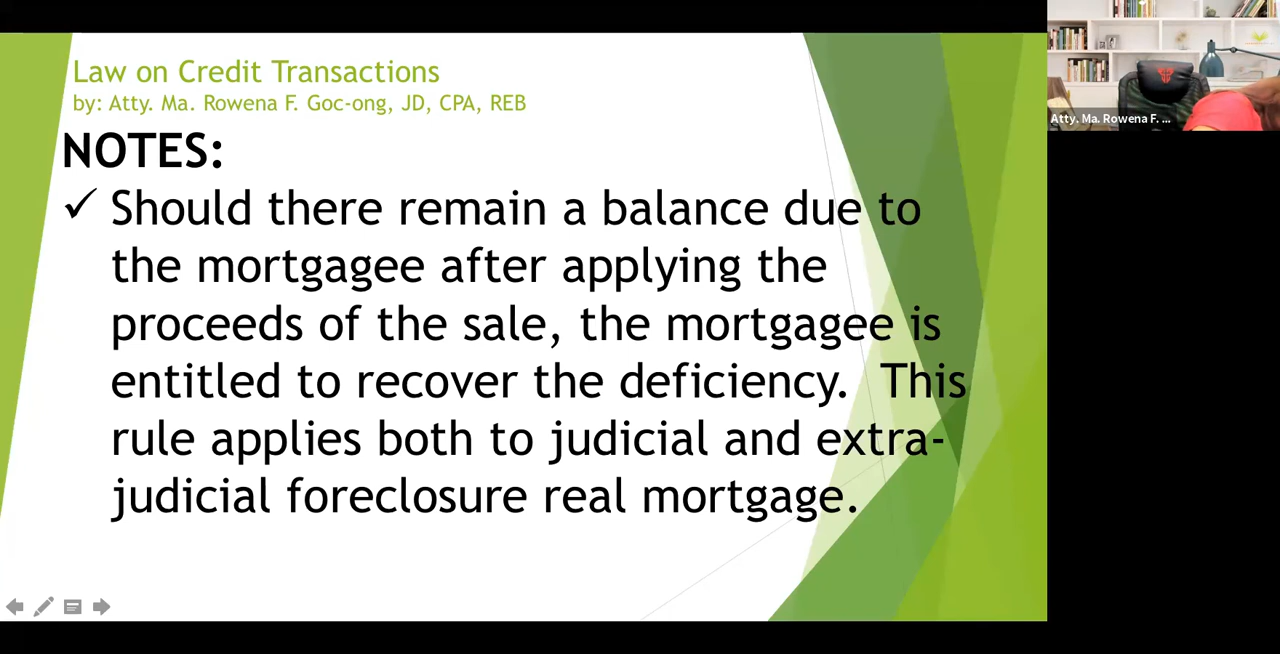 Law on Credit Transactions
by: Atty. Ma. Rowena F. Goc-ong, JD, CPA, REB
NOTES:
✓ Should there remain a balance due to
the mortgagee after applying the
proceeds of the sale, the mortgagee is
entitled to recover the deficiency. This
rule applies both to judicial and extra-
judicial foreclosure real mortgage.
Atty. Ma. Rowena F. ...